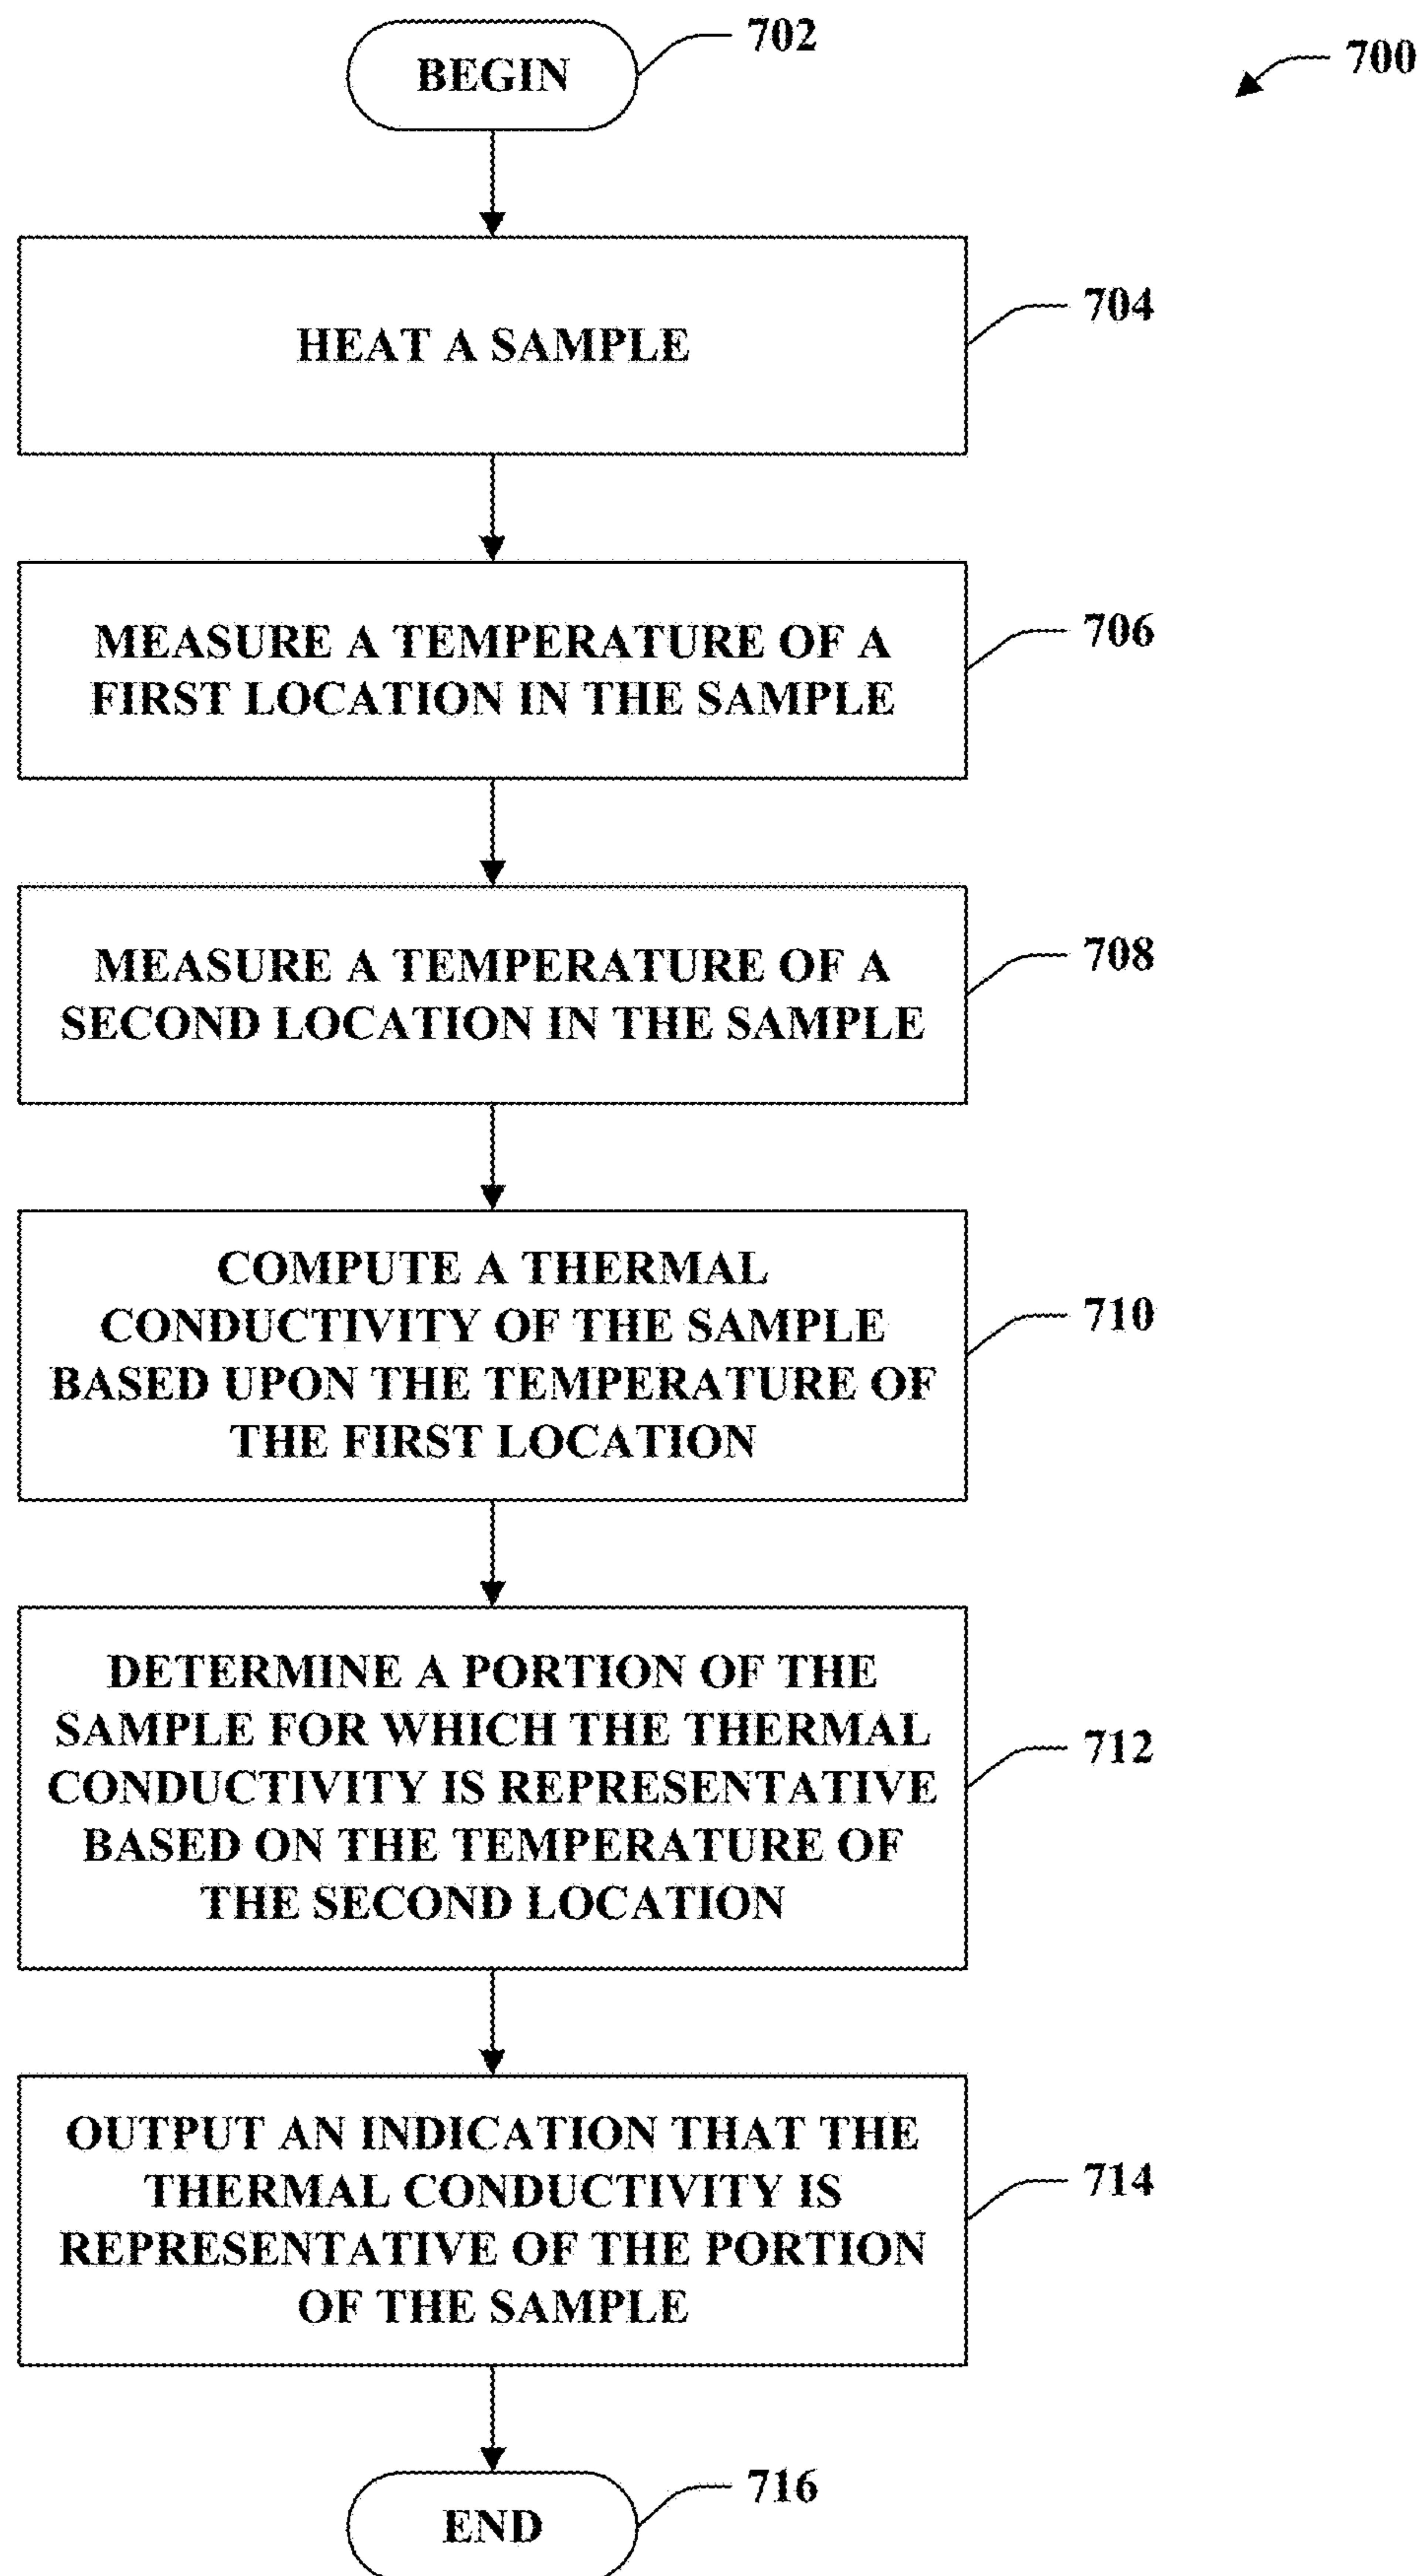 BEGIN
702
700
HEAT A SAMPLE
704
MEASURE A TEMPERATURE OF A
FIRST LOCATION IN THE SAMPLE
706
MEASURE A TEMPERATURE OF A
SECOND LOCATION IN THE SAMPLE
708
COMPUTE A THERMAL
CONDUCTIVITY OF THE SAMPLE
BASED UPON THE TEMPERATURE OF
THE FIRST LOCATION
710
DETERMINE A PORTION OF THE
SAMPLE FOR WHICH THE THERMAL
CONDUCTIVITY IS REPRESENTATIVE
BASED ON THE TEMPERATURE OF
THE SECOND LOCATION
712
OUTPUT AN INDICATION THAT THE
THERMAL CONDUCTIVITY IS
REPRESENTATIVE OF THE PORTION
OF THE SAMPLE
714
END
716